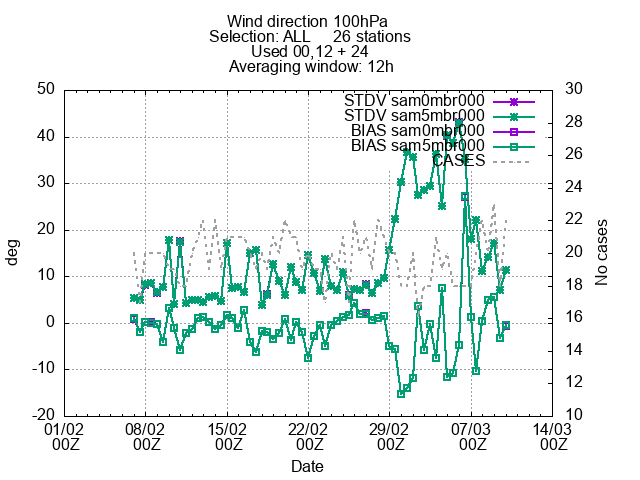 Wind direction 100hPa
Selection: ALL 26 stations
Used 00,12 + 24
Averaging window: 12h
STDV sam0mbr000
STDV sam5mbr000
BIAS sam0mbr000
BIAS sam5mbr000
CASES
50
40
30
20
10
0
-10
-20
deg
30
28
26
24
22
20
18
16
14
12
10
No cases
01/02 08/02 15/02 22/02 29/02 07/03 14/03
00Z 00Z 00Z 00Z 00Z 00Z 00Z
Date